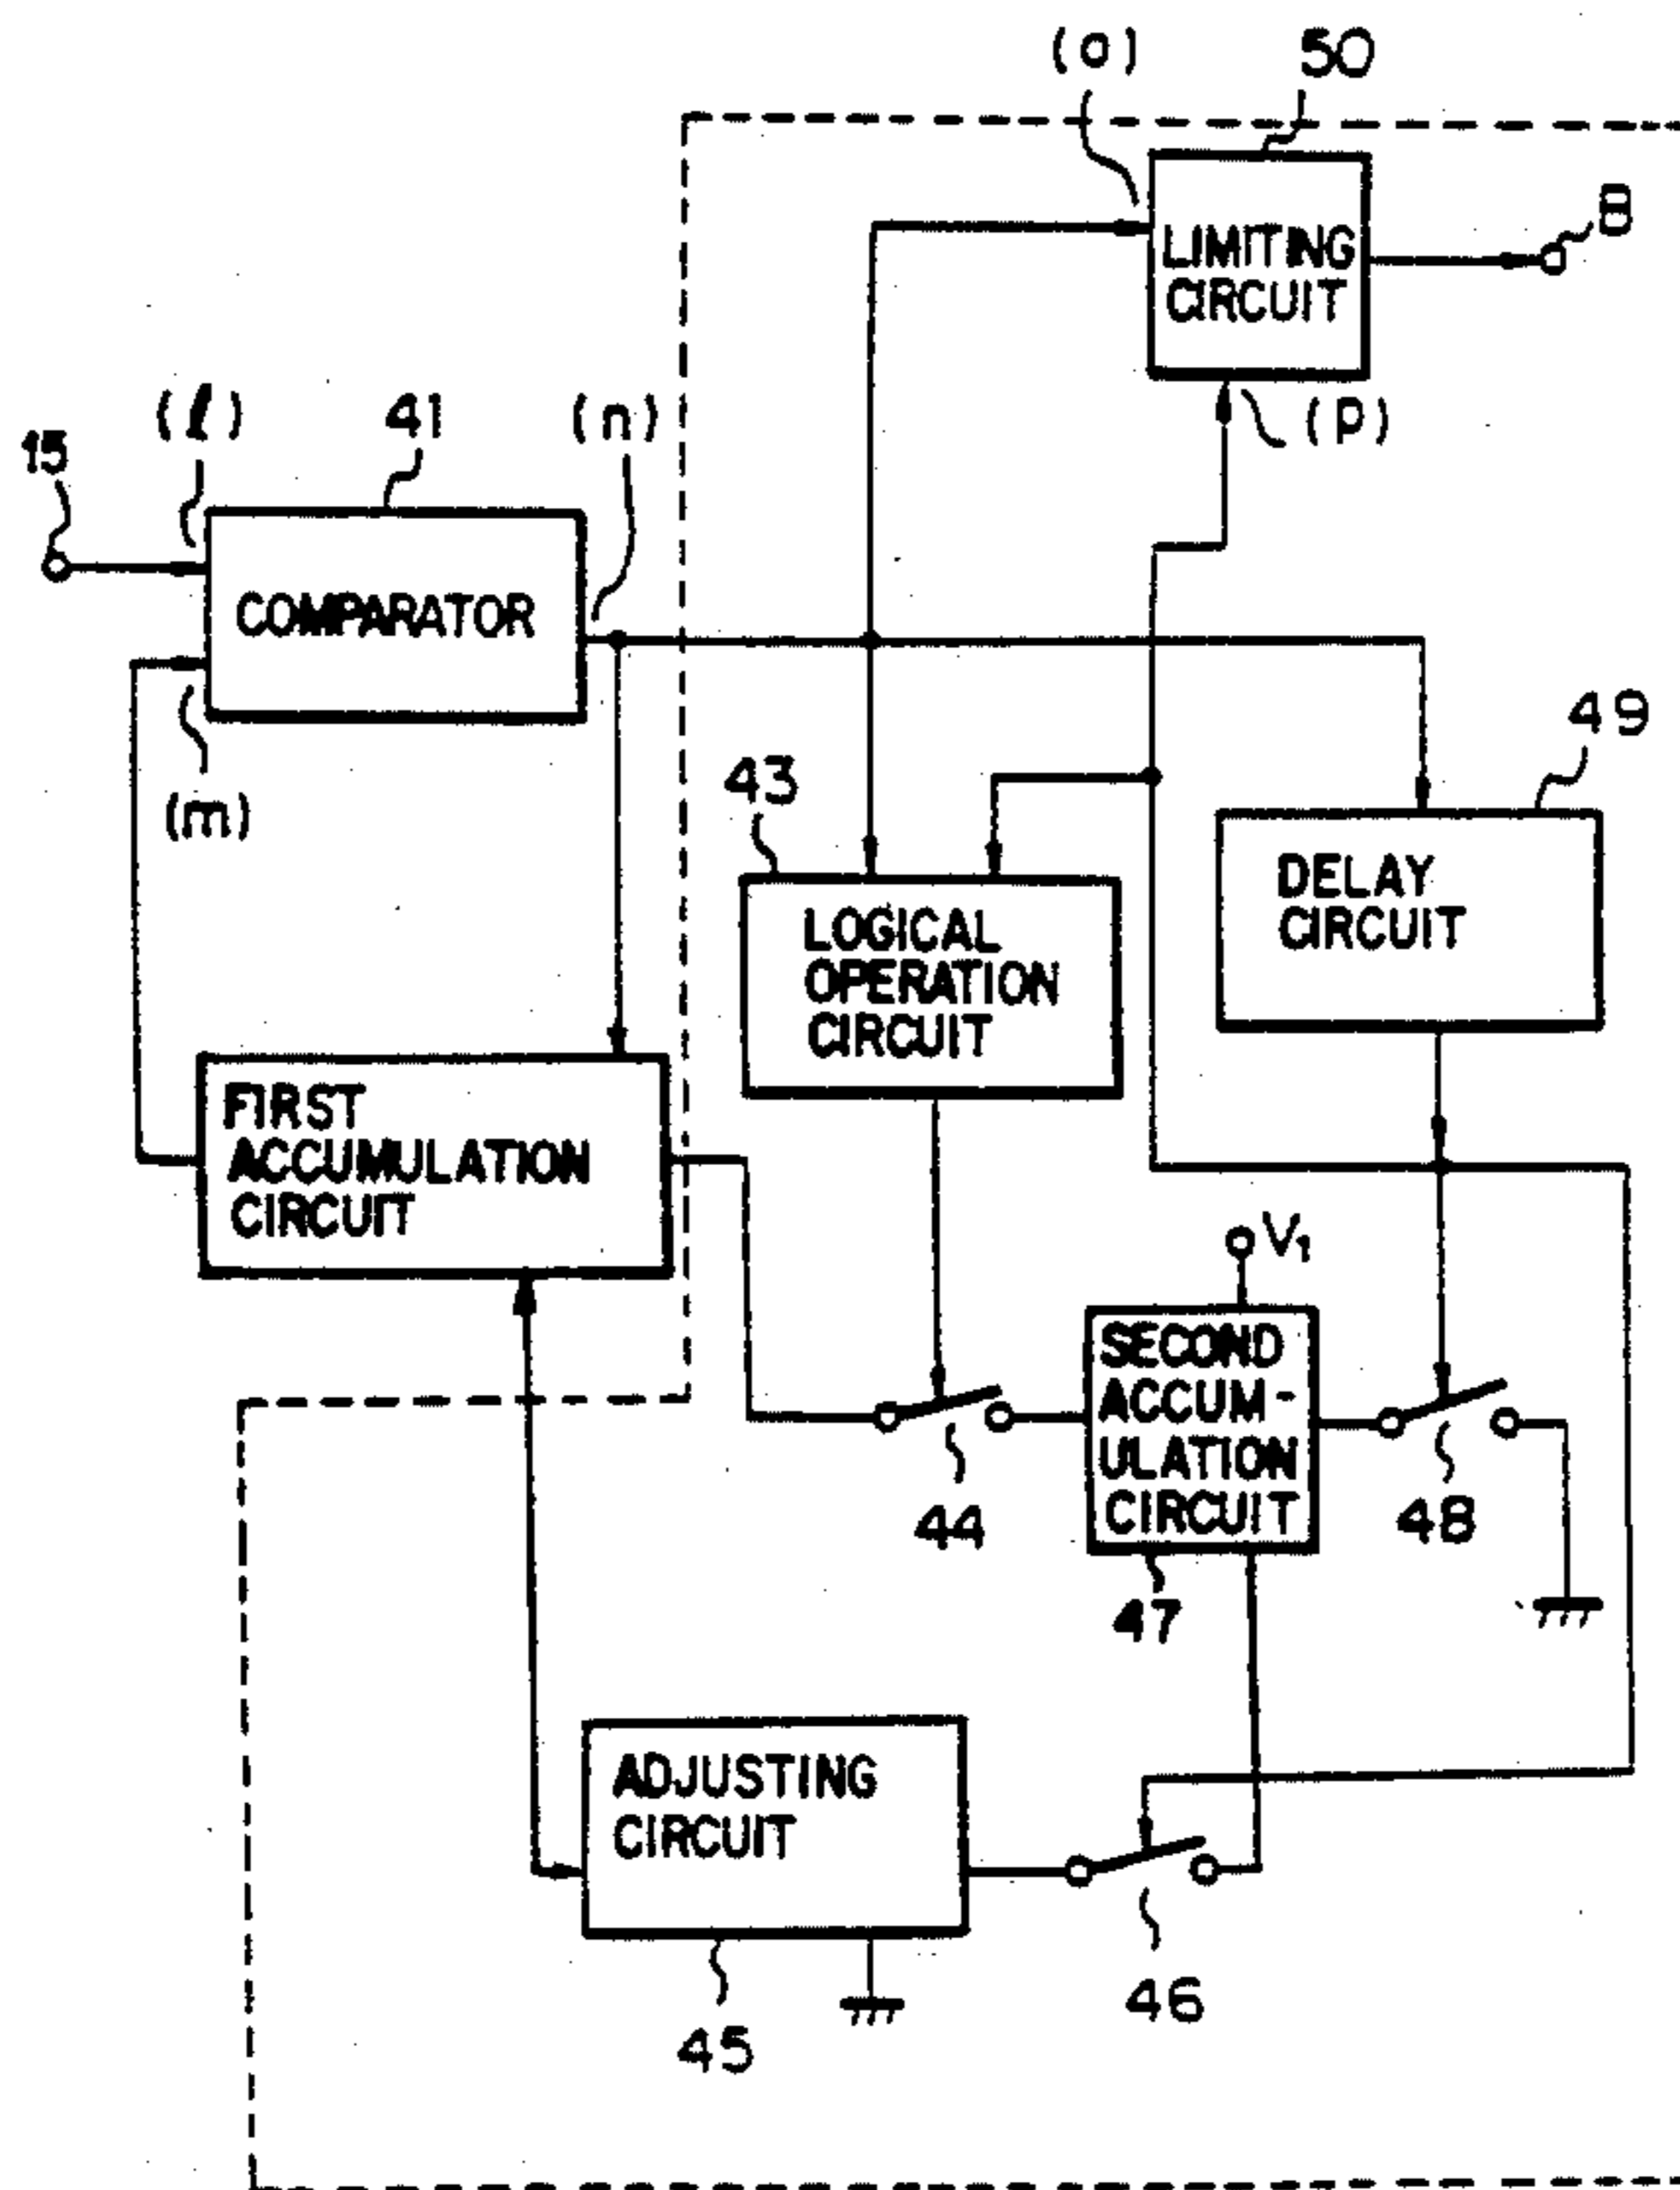 (o)
50
LIMITING
CIRCUIT
8
(P)
15
(l)
41
(n)
COMPARATOR
(m)
43
49
LOGICAL
OPERATION
CIRCUIT
DELAY
CIRCUIT
FIRST
ACCUMULATION
CIRCUIT
V1
SECOND
ACCUM-
ULATION
CIRCUIT
44
48
47
ADJUSTING
CIRCUIT
46
45